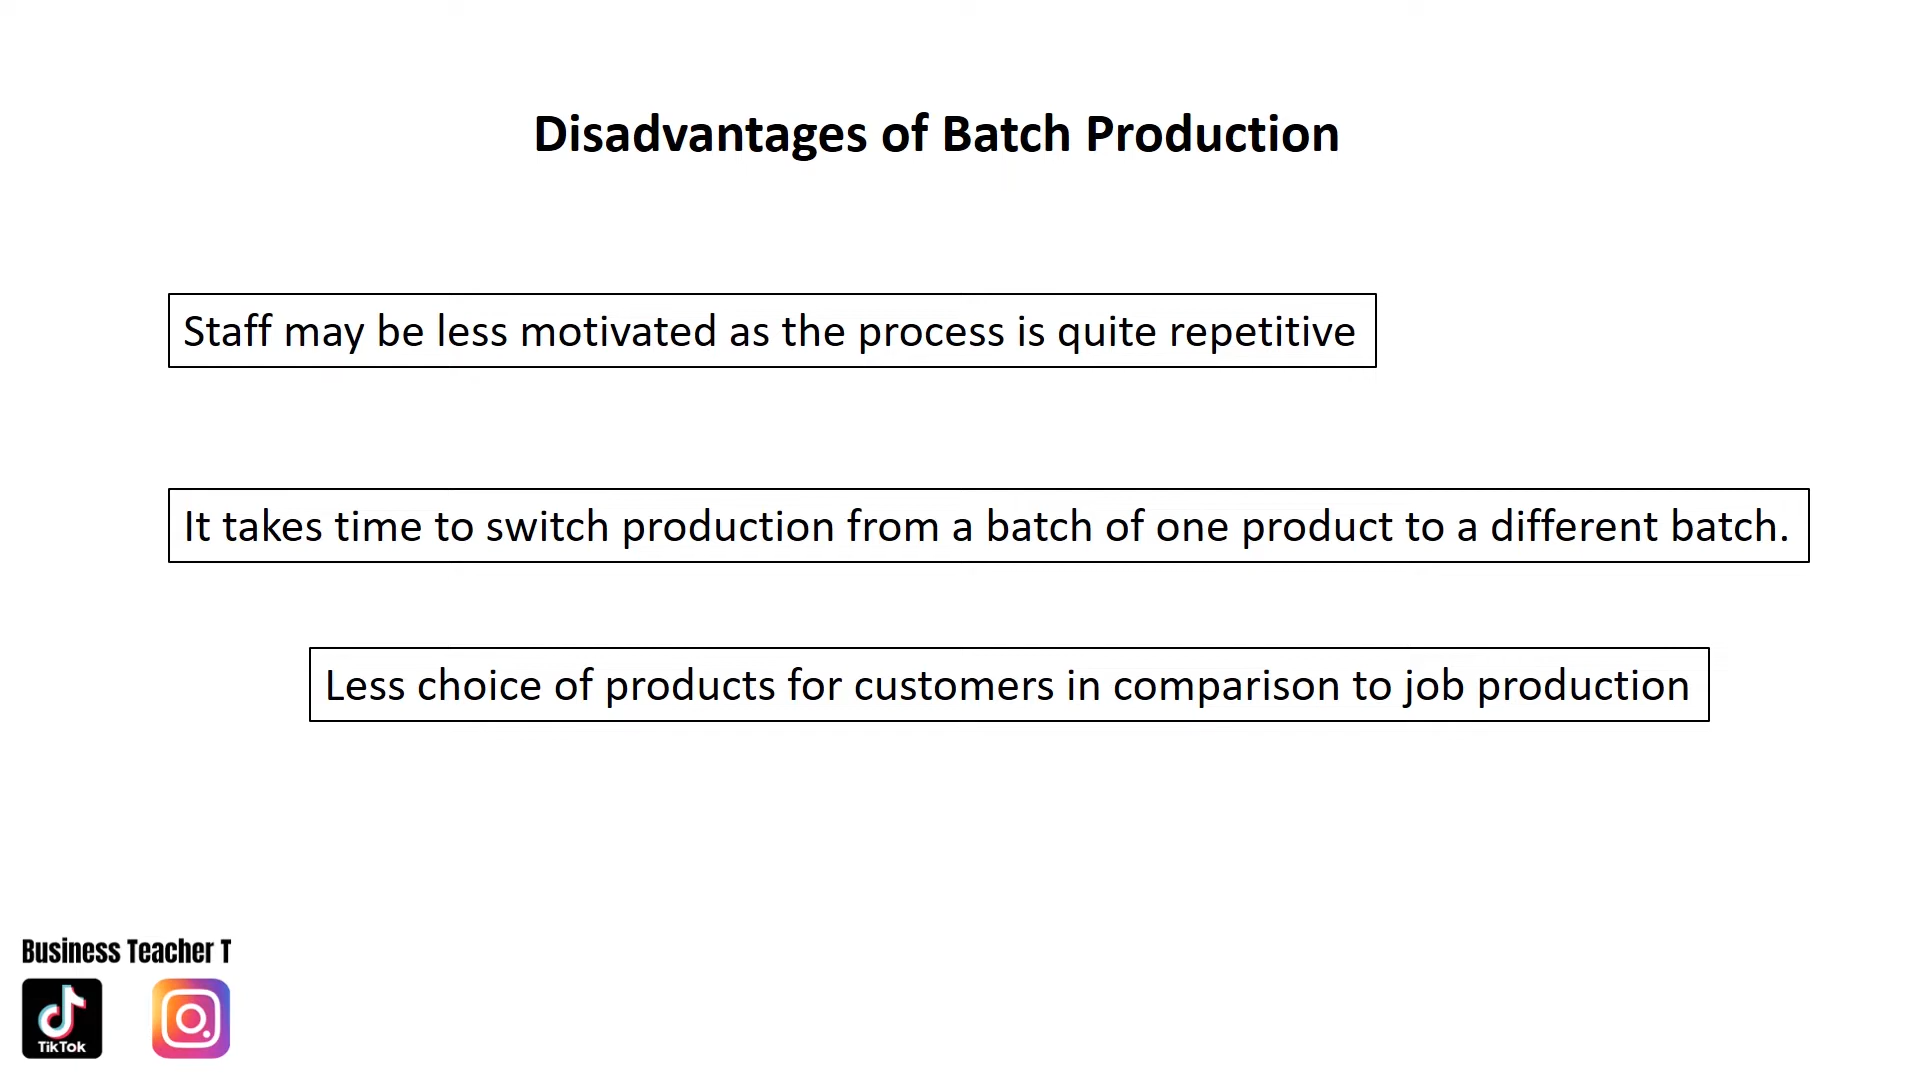 Disadvantages of Batch Production
Staff may be less motivated as the process is quite repetitive
It takes time to switch production from a batch of one product to a different batch.
Less choice of products for customers in comparison to job production
Business Teacher T
TikTok